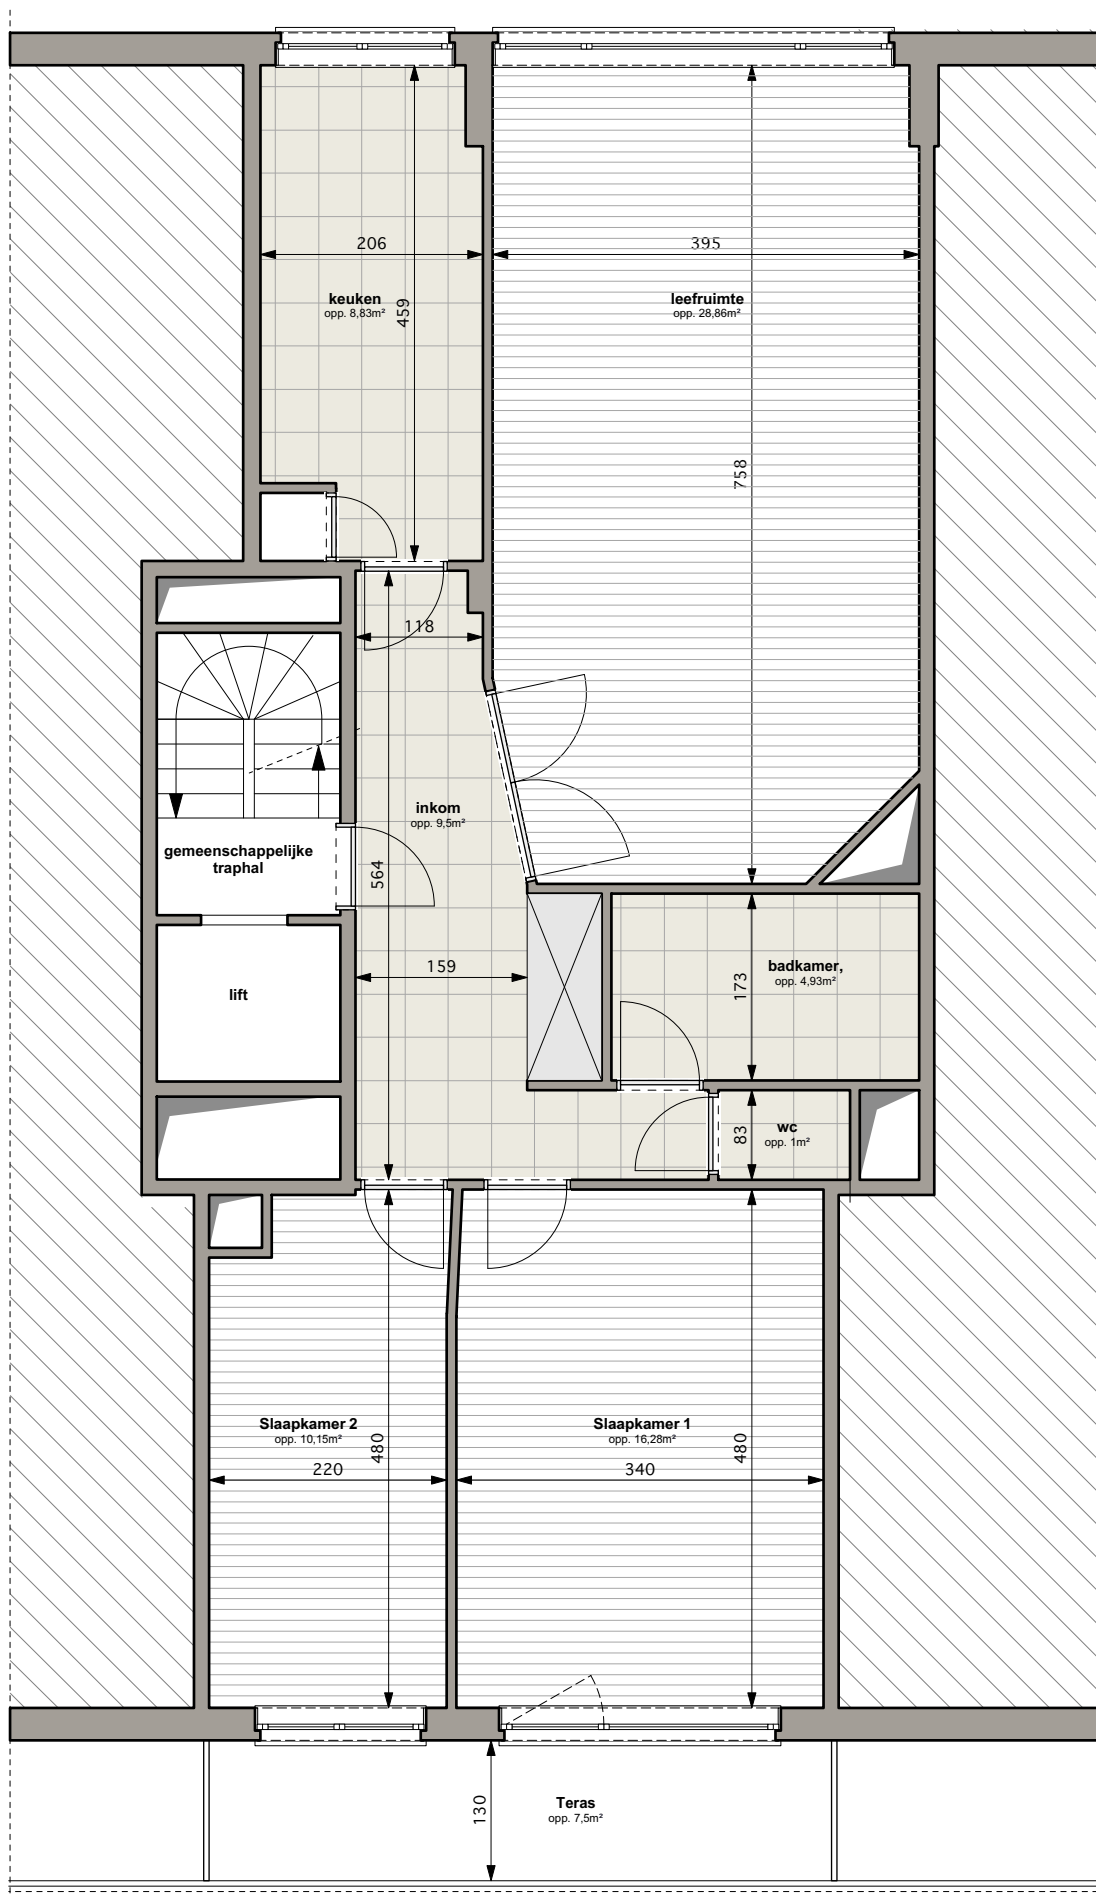 206
395
keuken
opp. 8,83m²
459
leefruimte
opp. 28,86m²
758
118
inkom
opp. 9,5m²
gemeenschappelijke
traphal
564
159
badkamer,
opp. 4,93m²
173
lift
83
wc
opp. 1m²
Slaapkamer 2
opp. 10,15m²
480
220
Slaapkamer 1
opp. 16,28m²
480
340
130
Teras
opp. 7,5m²